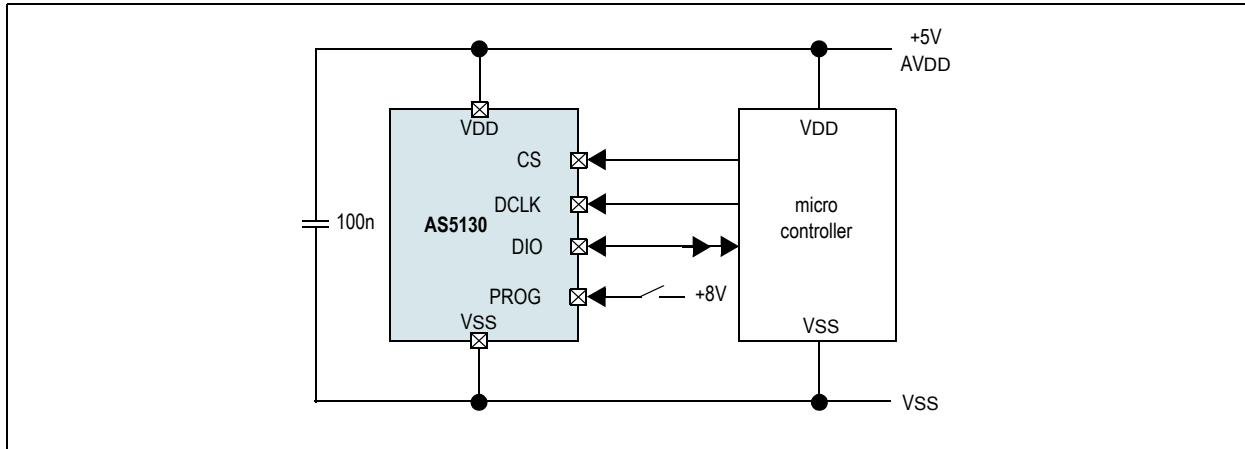 +5V
AVDD
VDD
VDD
CS
DCLK
100n
AS5130
micro
controller
DIO
PROG
+8V
VSS
VSS
VSS